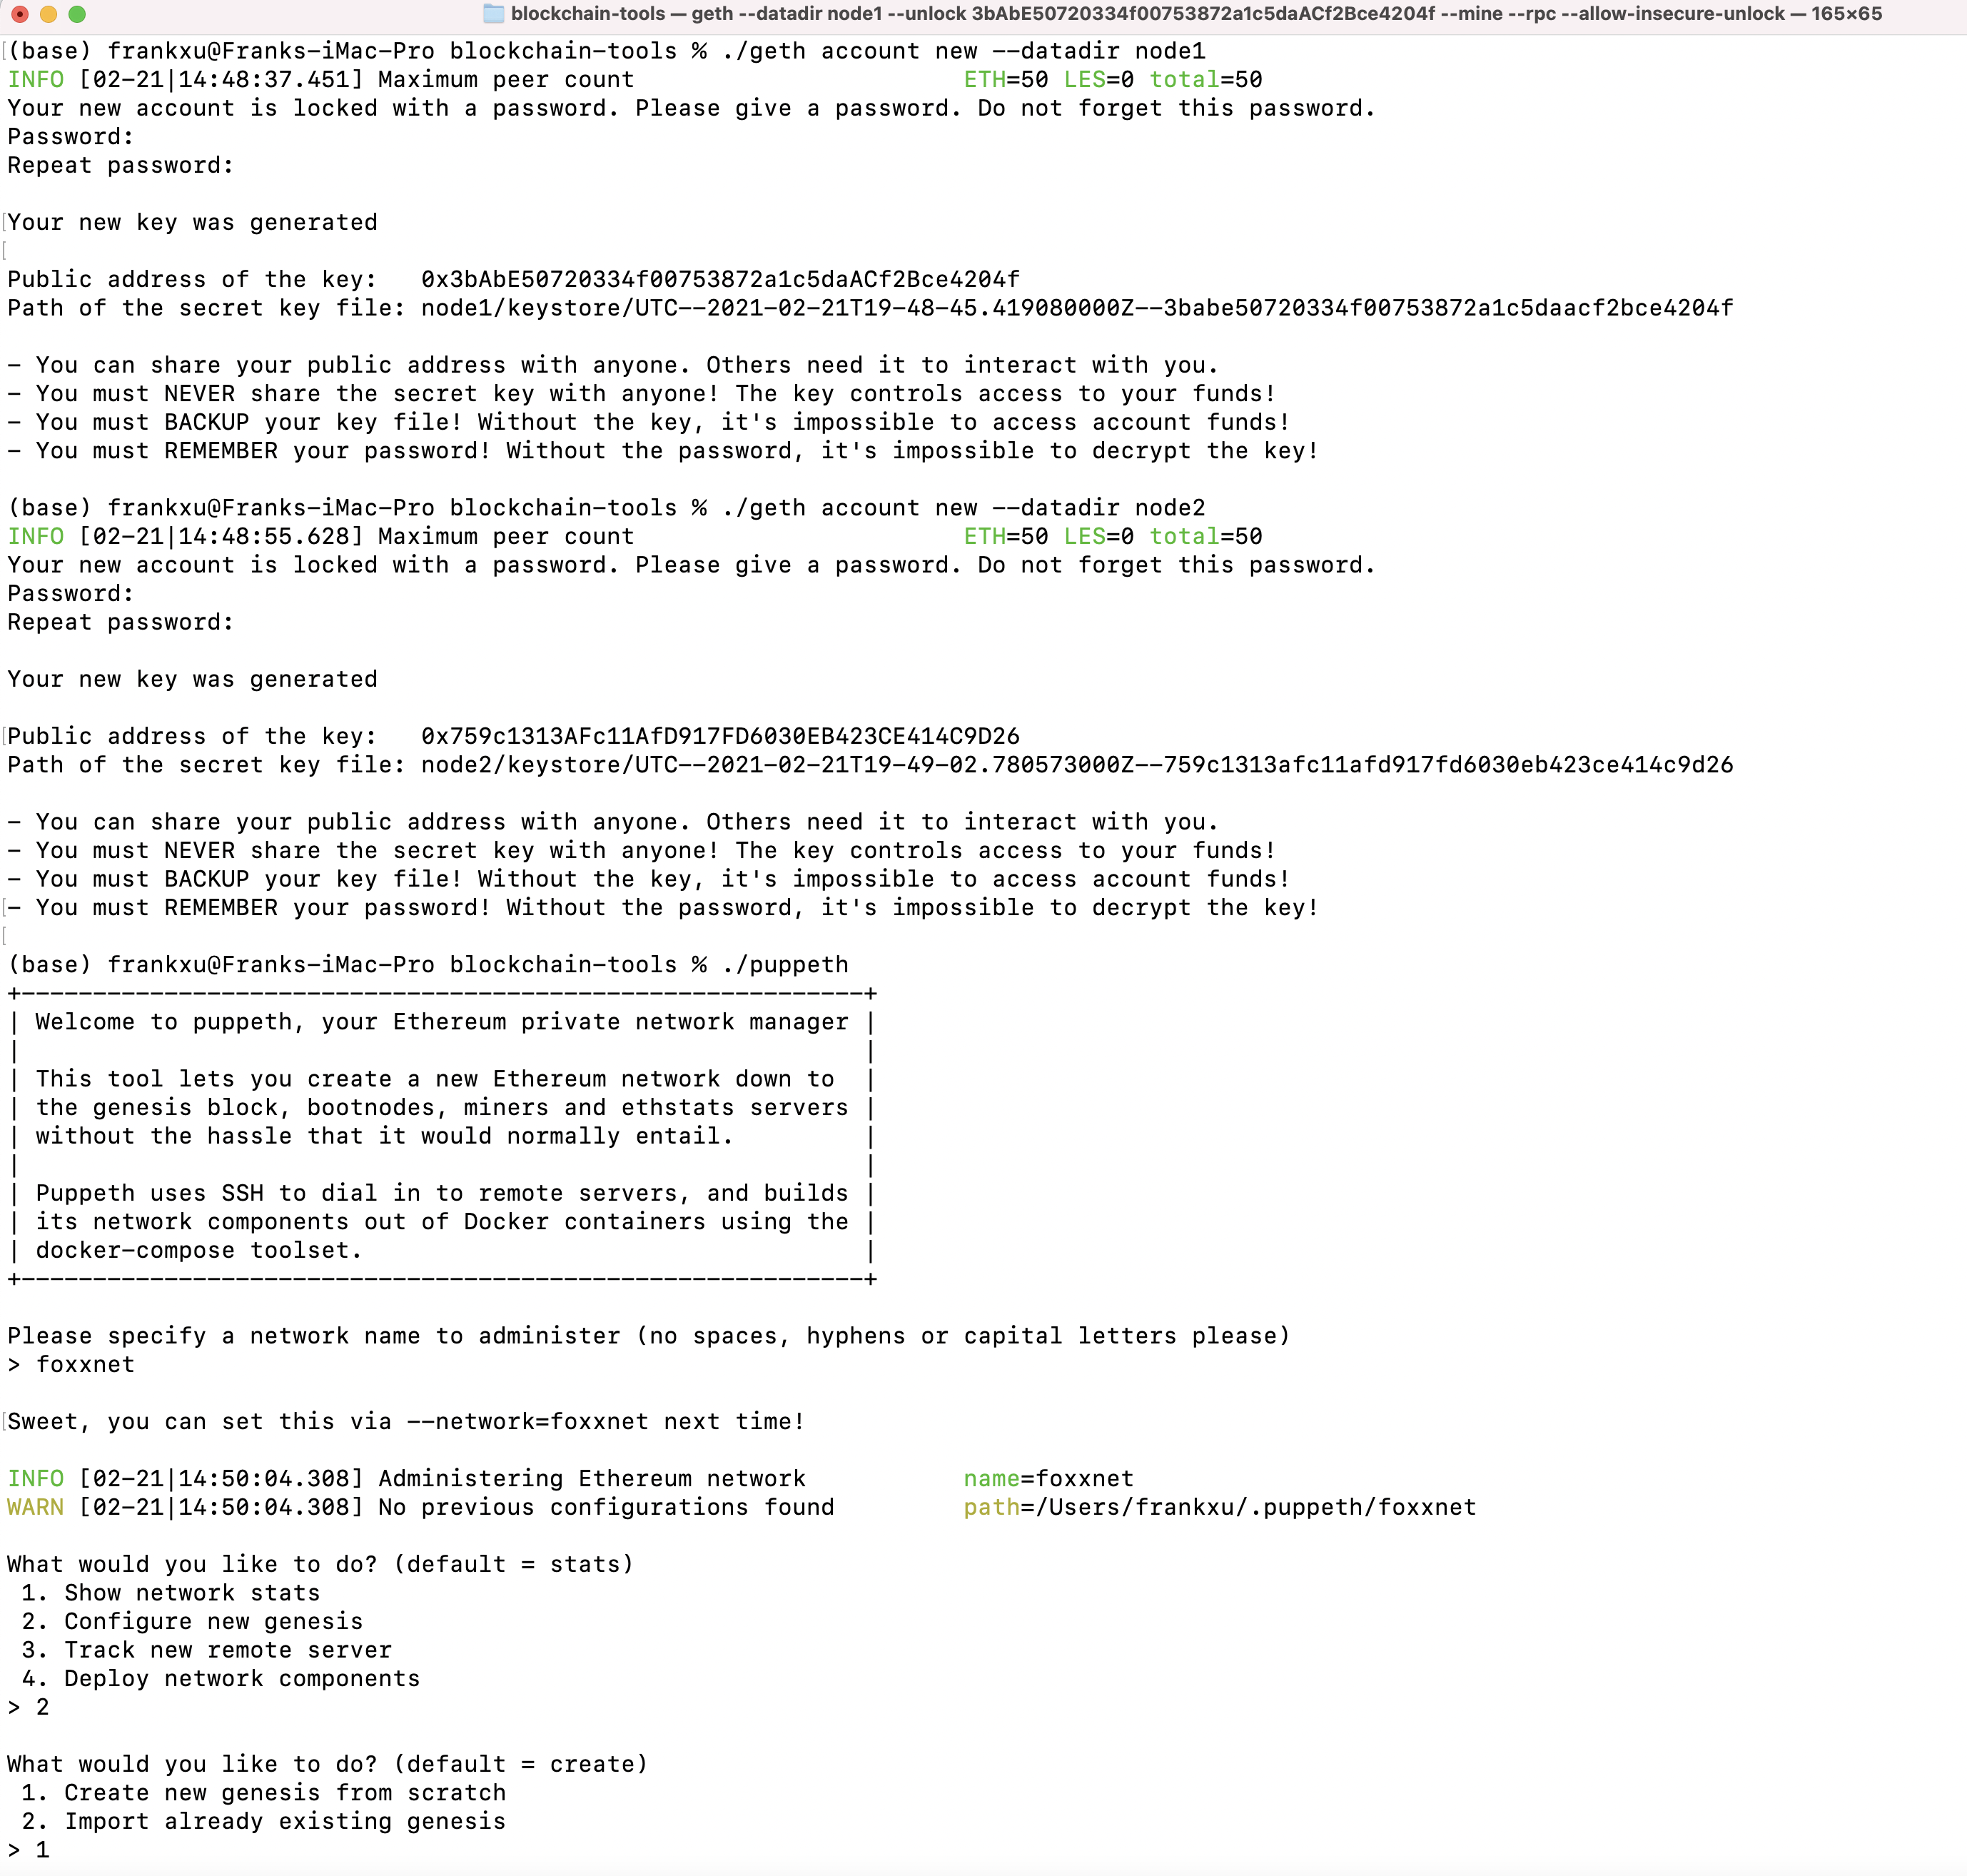 blockchain-tools — geth --datadir node1 --unlock 3bAbE50720334f00753872a1c5daACf2Bce4204f --mine --rpc --allow-insecure-unlock — 165×65
(base) frankxu@Franks-iMac-Pro blockchain-tools % ./geth account new --datadir node1
INFO [02-21|14:48:37.451] Maximum peer count ETH=50 LES=0 total=50
Your new account is locked with a password. Please give a password. Do not forget this password.
Password:
Repeat password:
Your new key was generated
Public address of the key: 0x3bAbE50720334f00753872a1c5daACf2Bce4204f
Path of the secret key file: node1/keystore/UTC--2021-02-21T19-48-45.419080000Z--3babe50720334f00753872a1c5daacf2bce4204f
- You can share your public address with anyone. Others need it to interact with you.
- You must NEVER share the secret key with anyone! The key controls access to your funds!
- You must BACKUP your key file! Without the key, it's impossible to access account funds!
- You must REMEMBER your password! Without the password, it's impossible to decrypt the key!
(base) frankxu@Franks-iMac-Pro blockchain-tools % ./geth account new --datadir node2
INFO [02-21|14:48:55.628] Maximum peer count ETH=50 LES=0 total=50
Your new account is locked with a password. Please give a password. Do not forget this password.
Password:
Repeat password:
Your new key was generated
Public address of the key: 0x759c1313AFc11AfD917FD6030EB423CE414C9D26
Path of the secret key file: node2/keystore/UTC--2021-02-21T19-49-02.780573000Z--759c1313afc11afd917fd6030eb423ce414c9d26
- You can share your public address with anyone. Others need it to interact with you.
- You must NEVER share the secret key with anyone! The key controls access to your funds!
- You must BACKUP your key file! Without the key, it's impossible to access account funds!
- You must REMEMBER your password! Without the password, it's impossible to decrypt the key!
(base) frankxu@Franks-iMac-Pro blockchain-tools % ./puppeth
+-----------------------------------------------------------+
| Welcome to puppeth, your Ethereum private network manager |
| |
| This tool lets you create a new Ethereum network down to |
| the genesis block, bootnodes, miners and ethstats servers |
| without the hassle that it would normally entail. |
| |
| Puppeth uses SSH to dial in to remote servers, and builds |
| its network components out of Docker containers using the |
| docker-compose toolset. |
+-----------------------------------------------------------+
Please specify a network name to administer (no spaces, hyphens or capital letters please)
> foxxnet
Sweet, you can set this via --network=foxxnet next time!
INFO [02-21|14:50:04.308] Administering Ethereum network name=foxxnet
WARN [02-21|14:50:04.308] No previous configurations found path=/Users/frankxu/.puppeth/foxxnet
What would you like to do? (default = stats)
1. Show network stats
2. Configure new genesis
3. Track new remote server
4. Deploy network components
> 2
What would you like to do? (default = create)
1. Create new genesis from scratch
2. Import already existing genesis
> 1